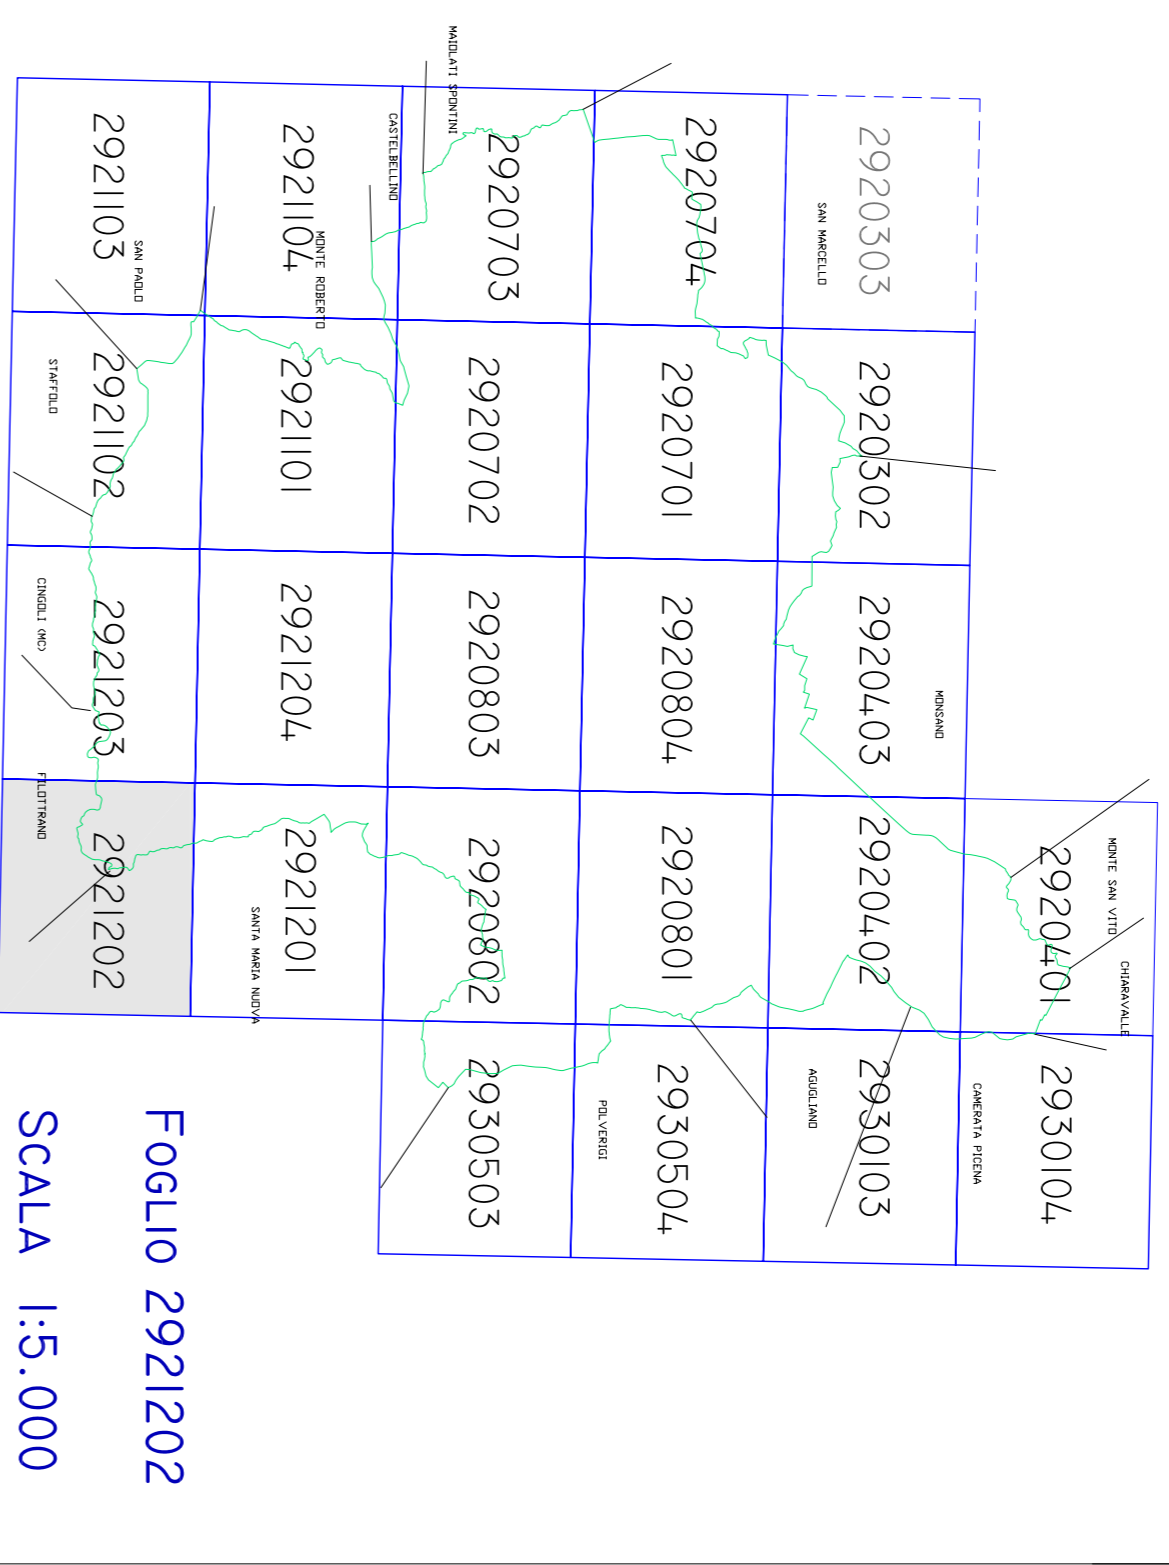 CHIARAVALLE
MONTE SAN VITO
2920401
2930104
CAMERATA PICENA
MONSANO
2920303
2920302
2920403
2920402
2930103
SAN MARCELLO
AGUGLIANO
2920704
2920701
2920804
2920801
2930504
POLVERIGI
2920703
2920702
2920803
2920802
2930503
MAIOLATI SPONTINI
CASTELBELLINO
MONTE ROBERTO
2921104
2921101
2921204
2921201
SANTA MARIA NUOVA
SAN PAOLO
2921103
2921102
2921203
2921202
STAFFOLO
CINGOLI (MC)
FILOTTRANO
FOGLIO 2921202
SCALA 1:5.000